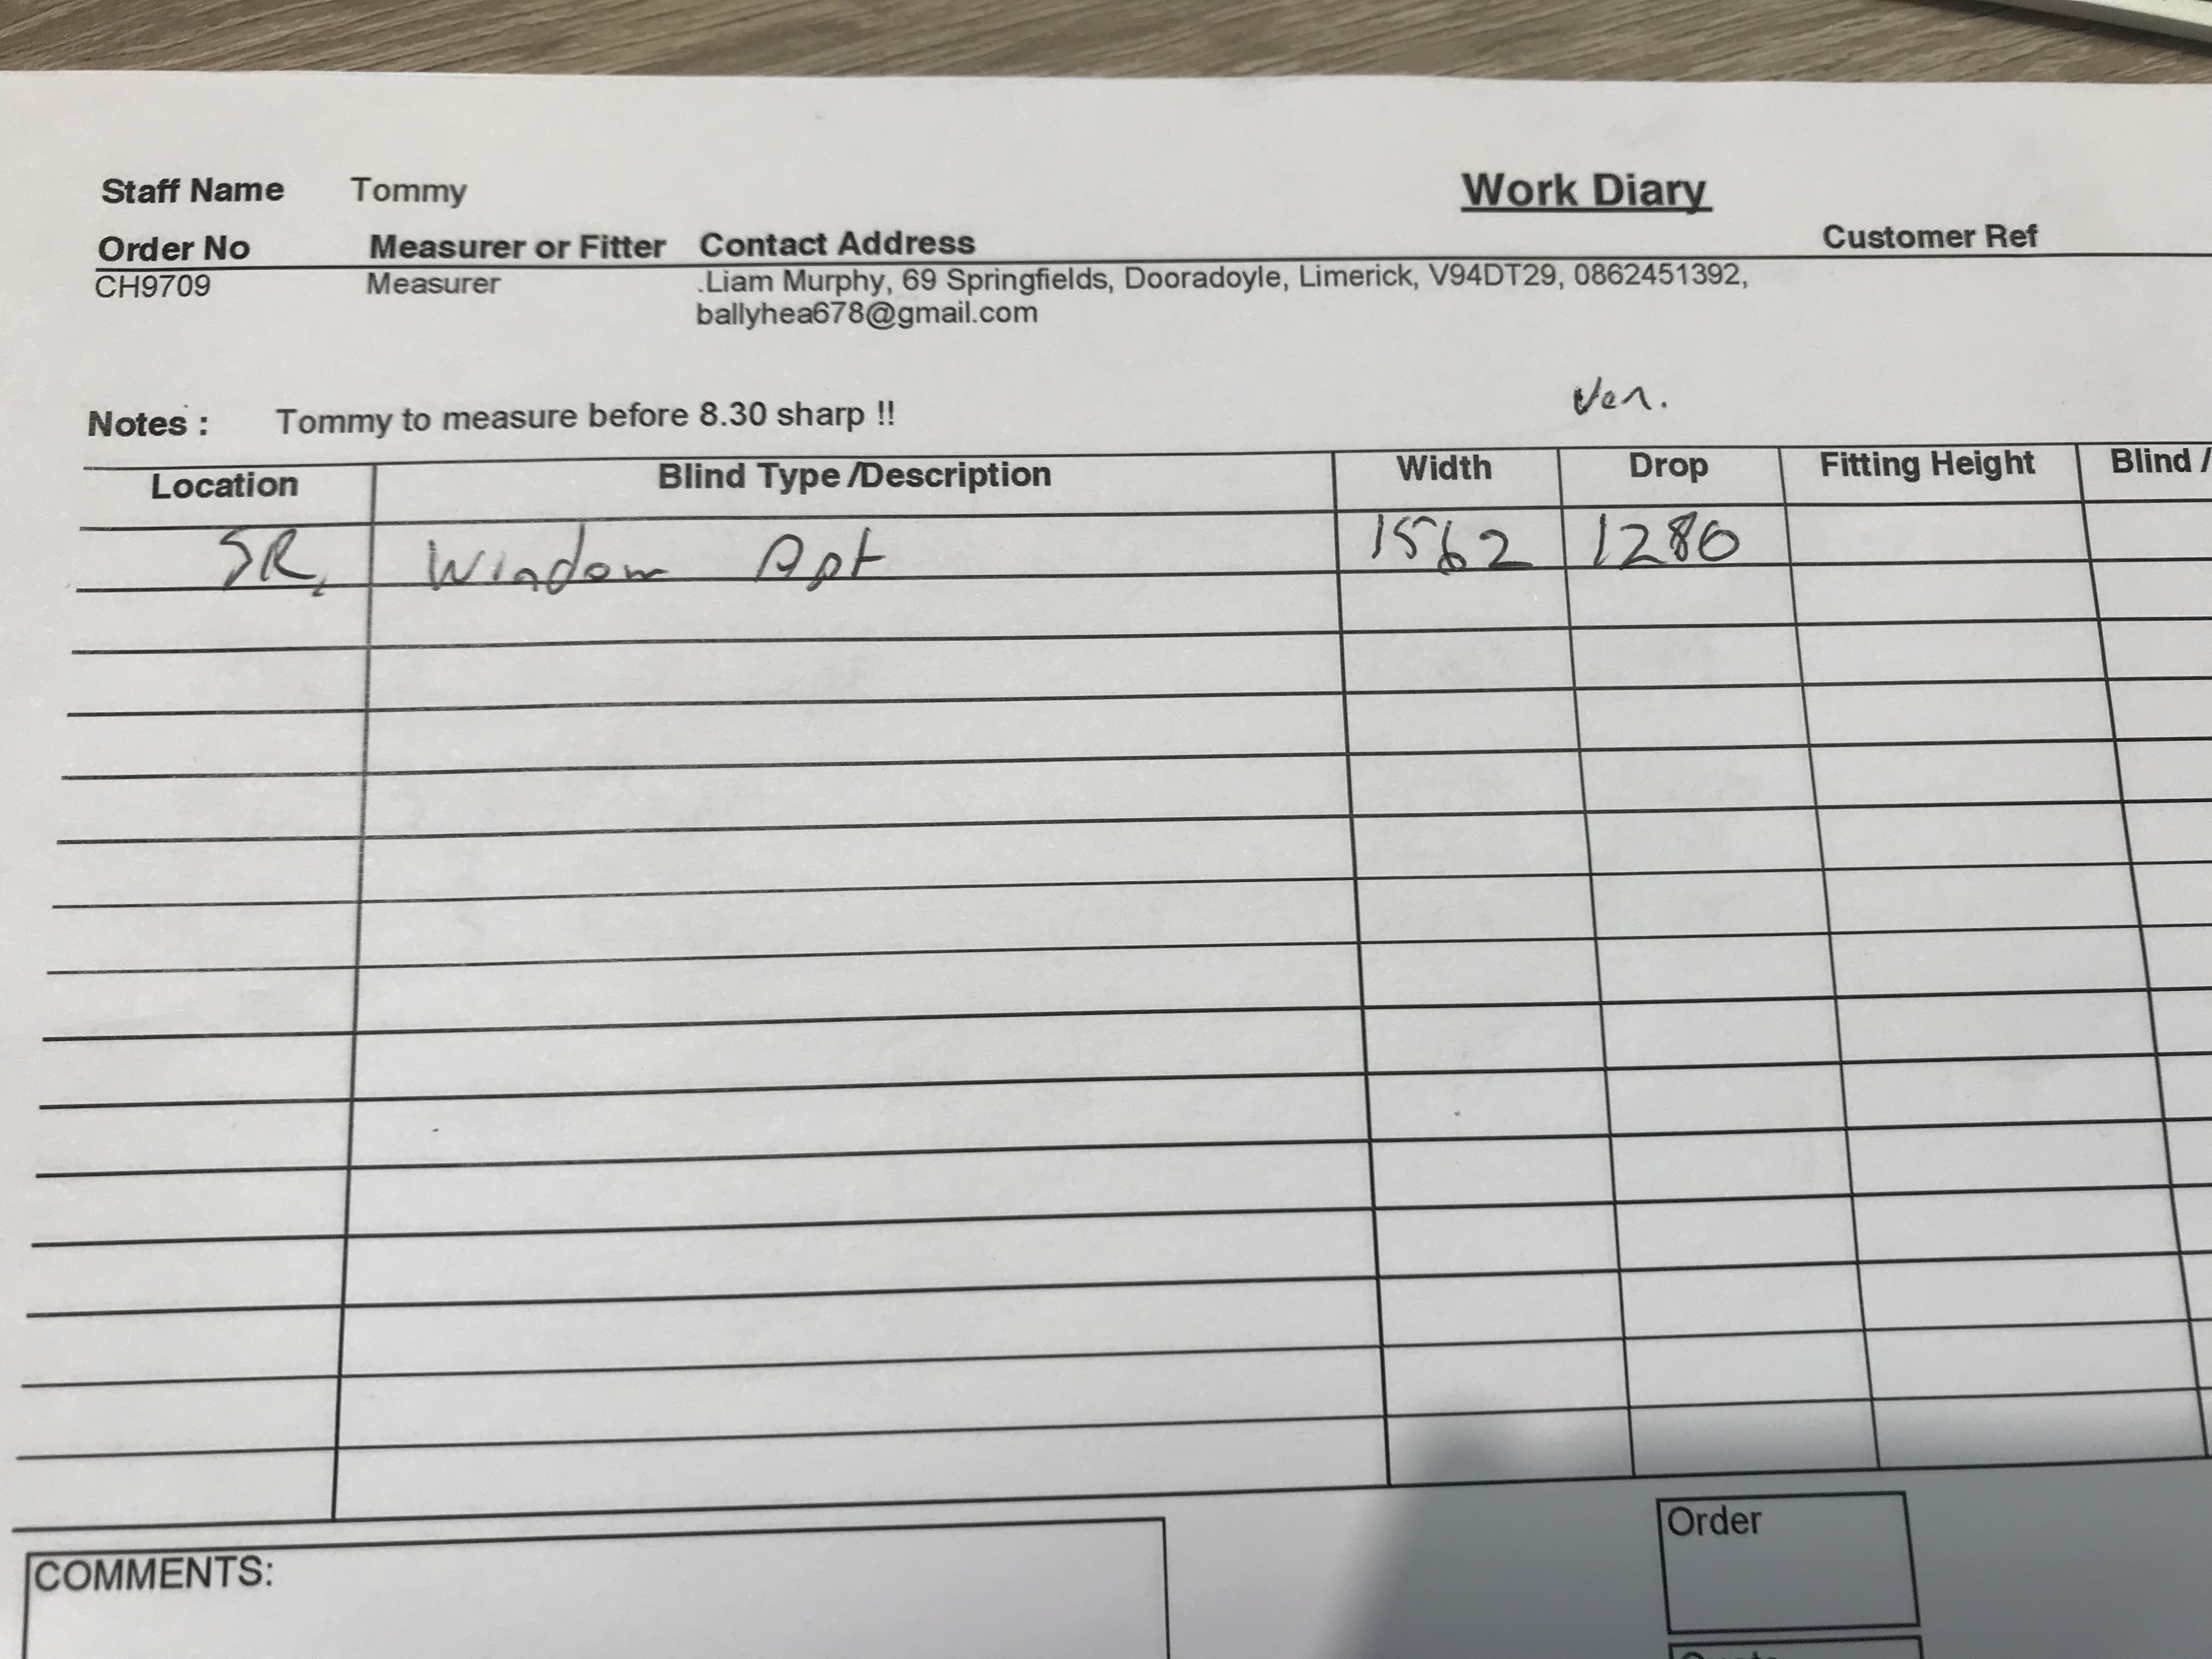 Work Diary
Staff Name Tommy
Order No Measurer or Fitter Contact Address Customer Ref
CH9709 Measurer .Liam Murphy, 69 Springfields, Dooradoyle, Limerick, V94DT29, 0862451392,
ballyhea678@gmail.com
Ven.
Notes : Tommy to measure before 8.30 sharp !!
Location Blind Type /Description Width Drop Fitting Height Blind /
SR, Window Apt 1562 1280
Order
COMMENTS: